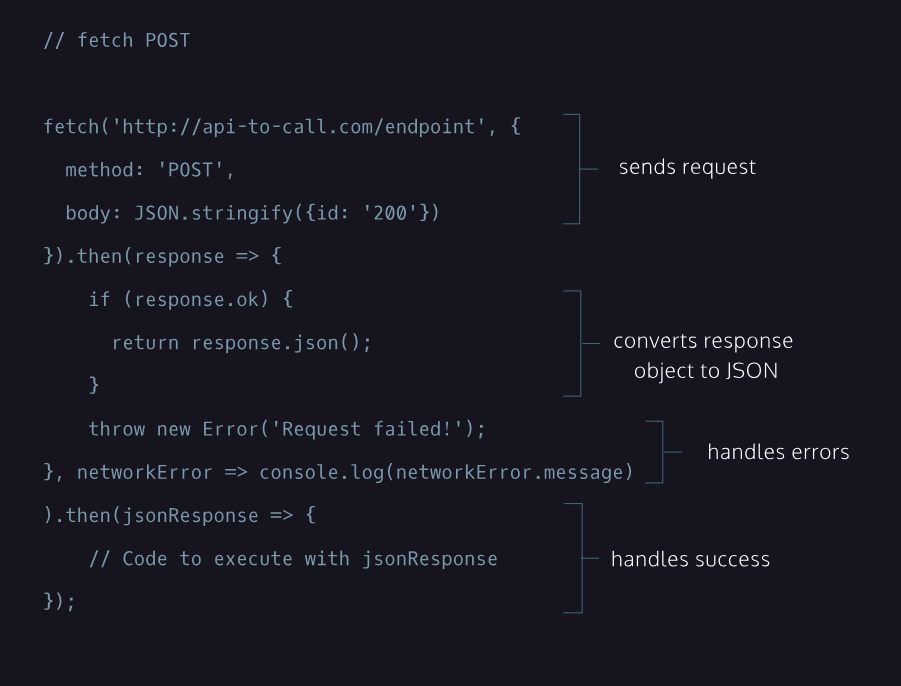 // fetch POST
fetch('http://api-to-call.com/endpoint', {
  method: 'POST',
  body: JSON.stringify({id: '200'})
}).then(response => {
    if (response.ok) {
      return response.json();
    }
    throw new Error('Request failed!');
}, networkError => console.log(networkError.message)
).then(jsonResponse => {
    // Code to execute with jsonResponse
});
sends request
converts response
object to JSON
handles errors
handles success